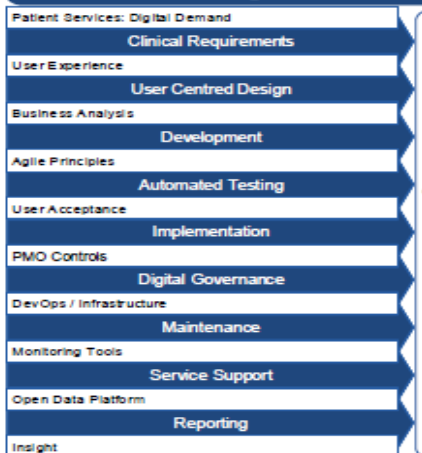 Patient Services: Digital Demand
Clinical Requirements
User Experience
User Centred Design
Business Analysis
Development
Agile Principles
Automated Testing
User Acceptance
Implementation
PMO Controls
Digital Governance
DevOps / Infrastructure
Maintenance
Monitoring Tools
Service Support
Open Data Platform
Reporting
Insight